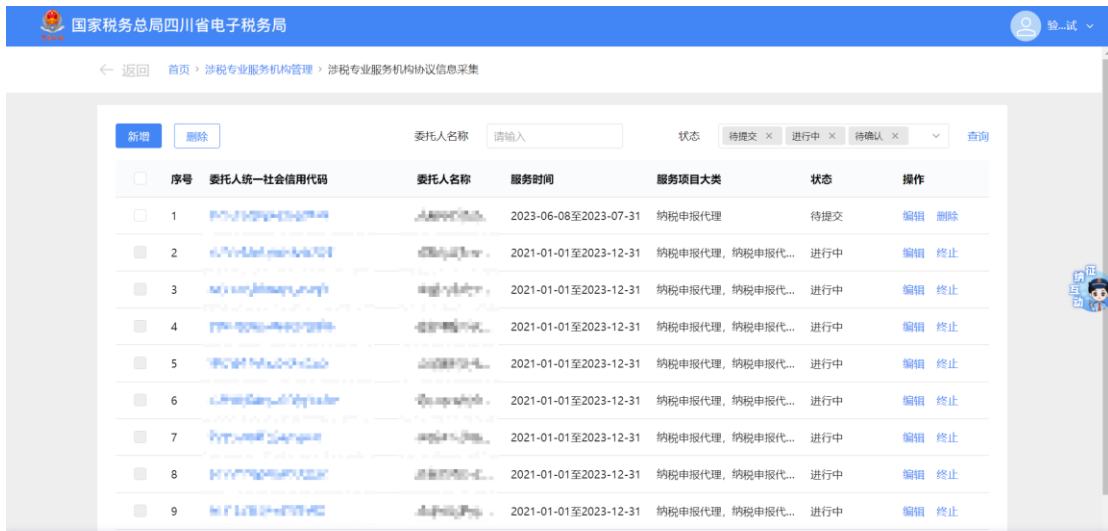 国家税务总局四川省电子税务局
验...试
← 返回 首页 > 涉税专业服务机构管理 > 涉税专业服务机构协议信息采集
新增 删除 委托人名称 请输入 状态 待提交 × 进行中 × 待确认 × 查询
序号 委托人统一社会信用代码 委托人名称 服务时间 服务项目大类 状态 操作
1 2023-06-08至2023-07-31 纳税申报代理 待提交 编辑 删除
2 2021-01-01至2023-12-31 纳税申报代理, 纳税申报代... 进行中 编辑 终止
3 2021-01-01至2023-12-31 纳税申报代理, 纳税申报代... 进行中 编辑 终止
4 2021-01-01至2023-12-31 纳税申报代理, 纳税申报代... 进行中 编辑 终止
5 2021-01-01至2023-12-31 纳税申报代理, 纳税申报代... 进行中 编辑 终止
6 2021-01-01至2023-12-31 纳税申报代理, 纳税申报代... 进行中 编辑 终止
7 2021-01-01至2023-12-31 纳税申报代理, 纳税申报代... 进行中 编辑 终止
8 2021-01-01至2023-12-31 纳税申报代理, 纳税申报代... 进行中 编辑 终止
9 2021-01-01至2023-12-31 纳税申报代理, 纳税申报代... 进行中 编辑 终止
征纳互动